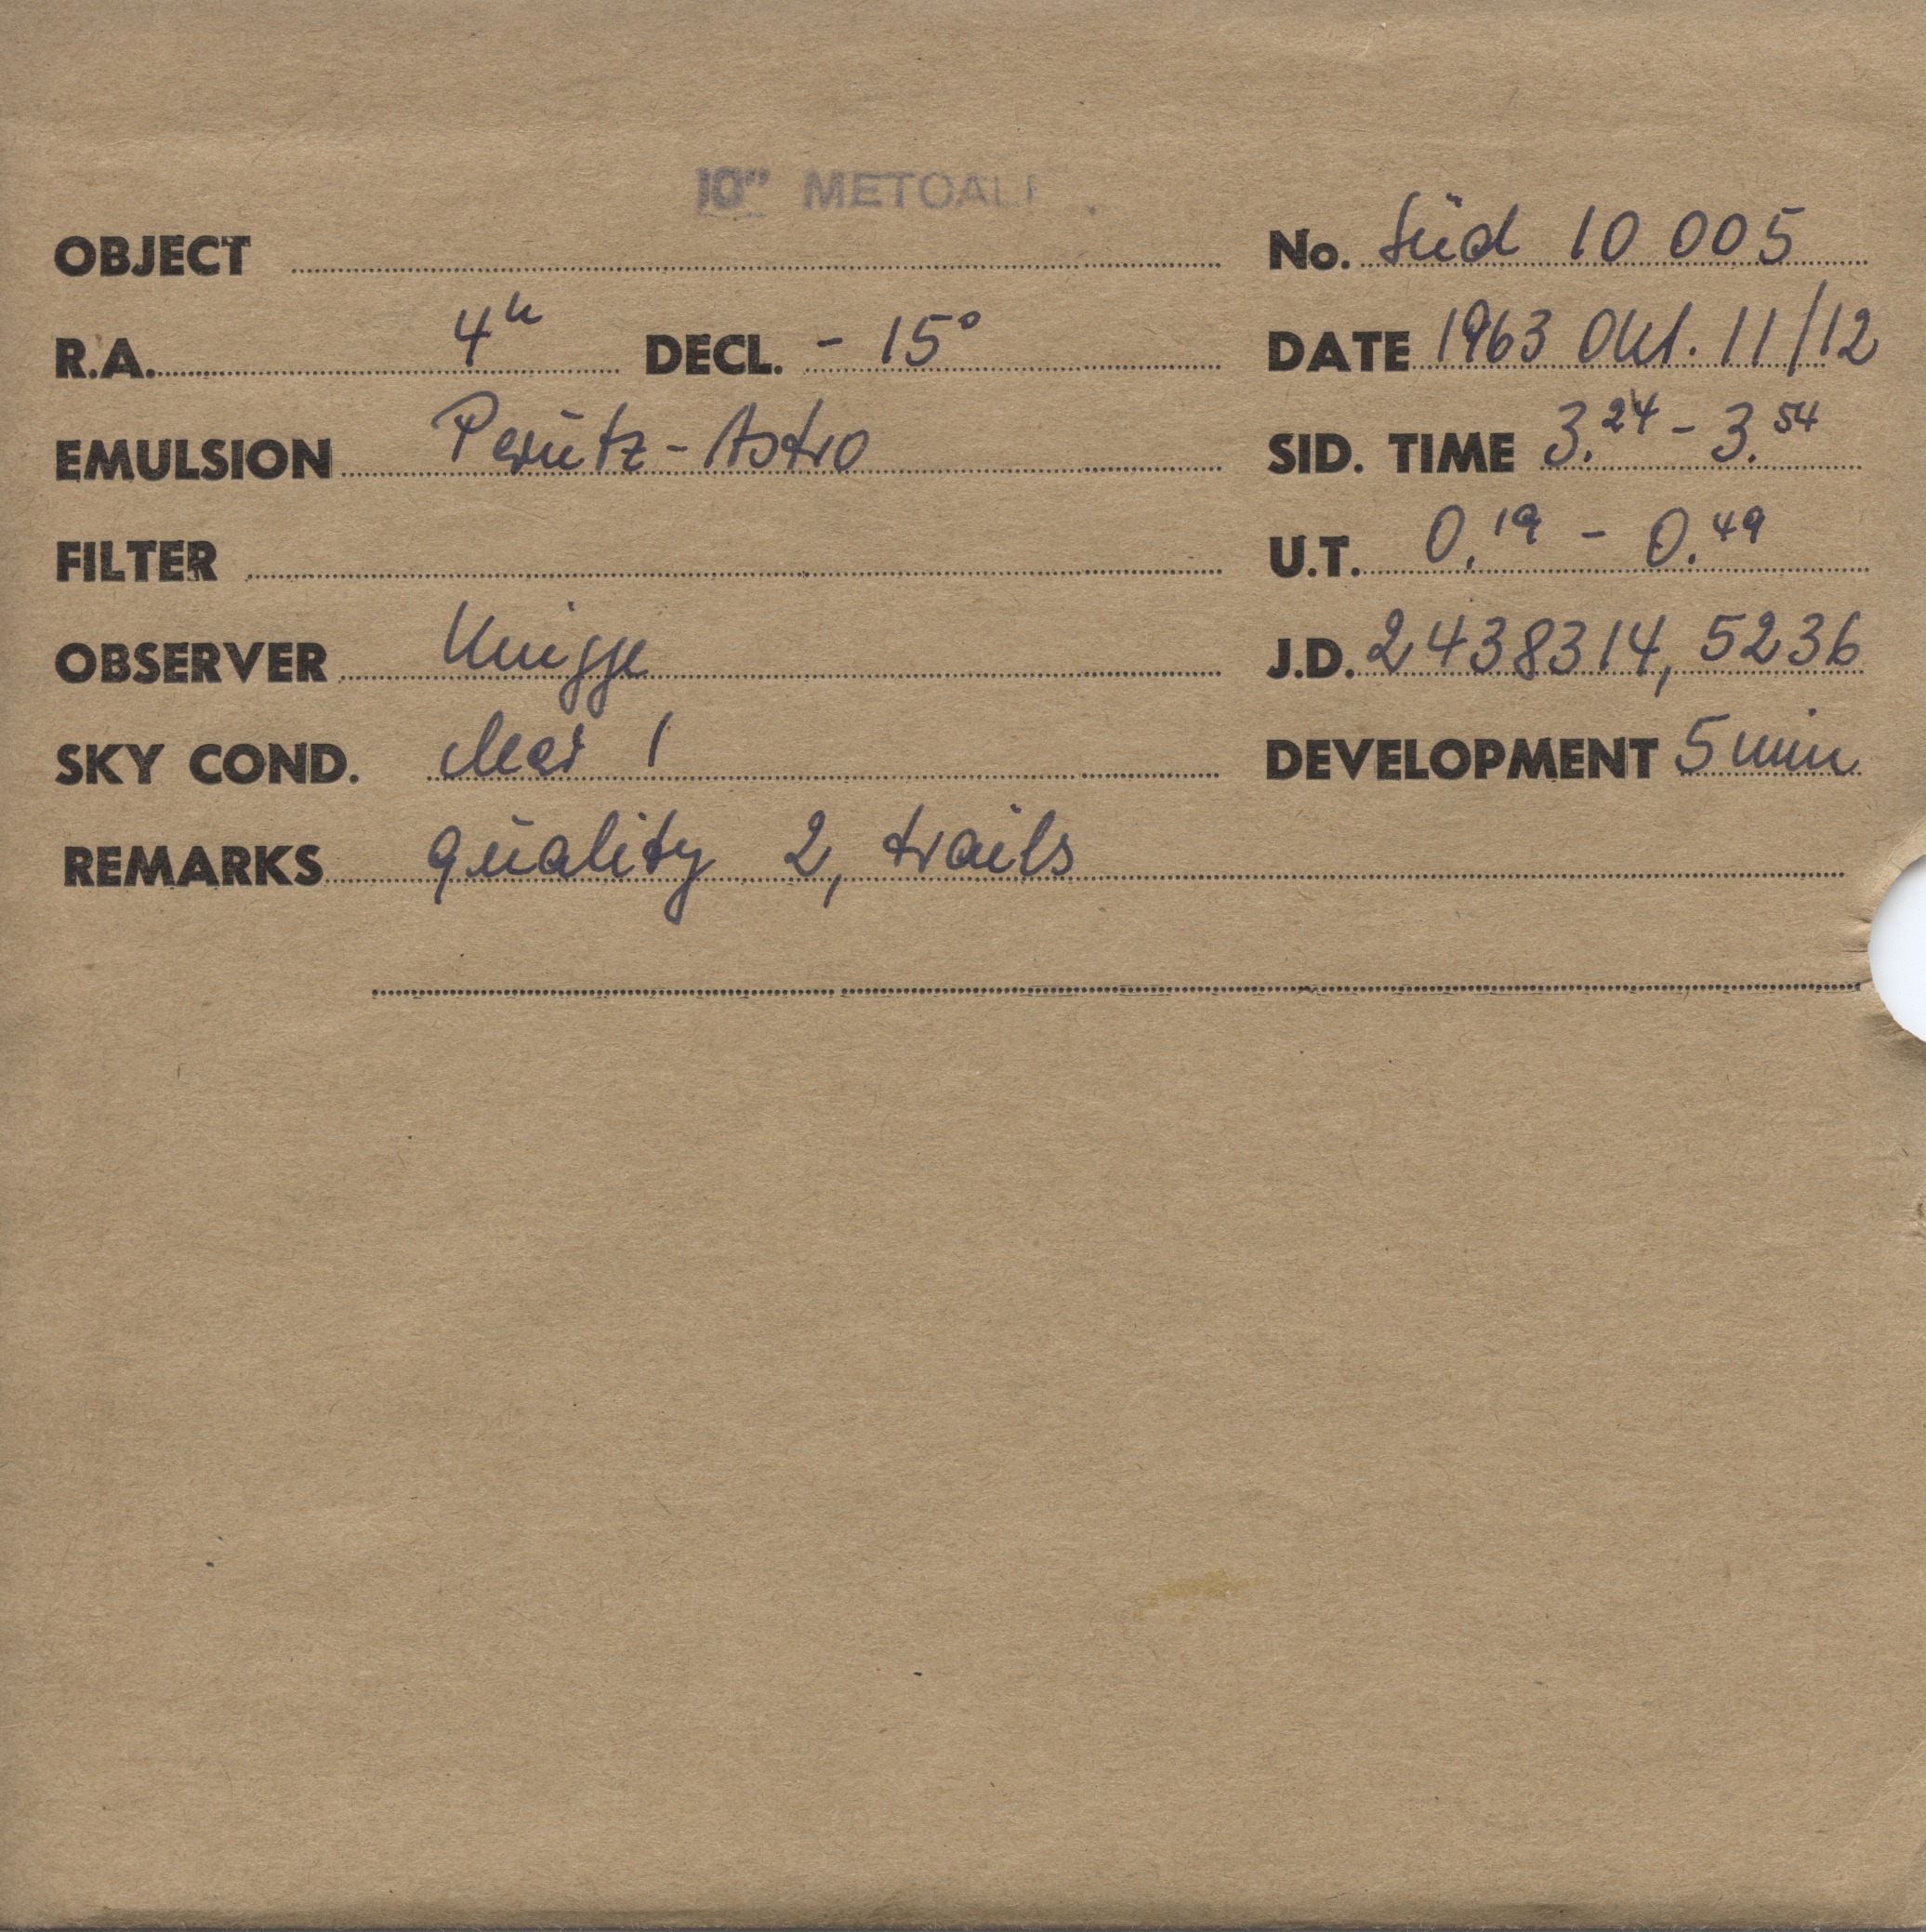 10" METCALF
OBJECT No. Süd 10 005
R.A. 4h DECL. - 15° DATE 1963 Okt. 11/12
EMULSION Perutz-Astro SID. TIME 3.24 - 3.54
FILTER U.T. 0.19 - 0.49
OBSERVER Knigge J.D. 2438314,5236
SKY COND. clear 1 DEVELOPMENT 5 min
REMARKS quality 2, trails